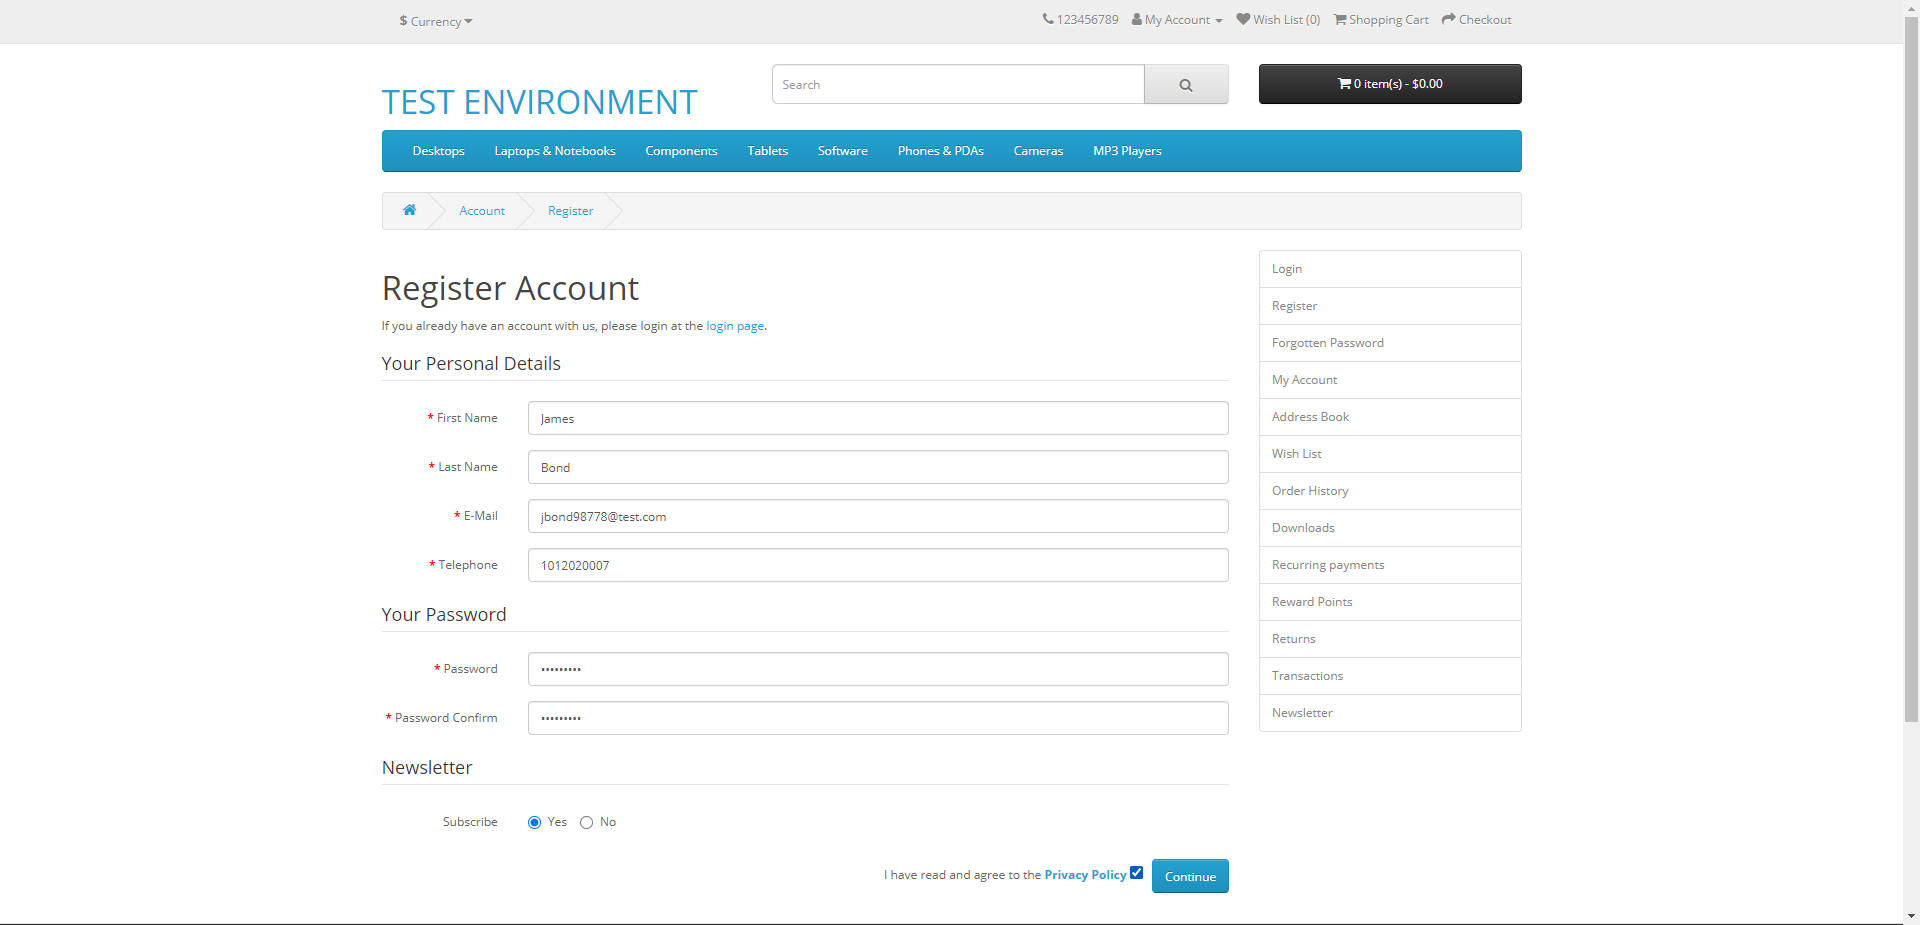 $ Currency
123456789 My Account Wish List (0) Shopping Cart Checkout
TEST ENVIRONMENT
Search
0 item(s) - $0.00
Desktops Laptops & Notebooks Components Tablets Software Phones & PDAs Cameras MP3 Players
Account Register
Register Account
If you already have an account with us, please login at the login page.
Your Personal Details
* First Name James
* Last Name Bond
* E-Mail jbond98778@test.com
* Telephone 1012020007
Your Password
* Password •••••••••
* Password Confirm •••••••••
Newsletter
Subscribe Yes No
I have read and agree to the Privacy Policy Continue
Login
Register
Forgotten Password
My Account
Address Book
Wish List
Order History
Downloads
Recurring payments
Reward Points
Returns
Transactions
Newsletter